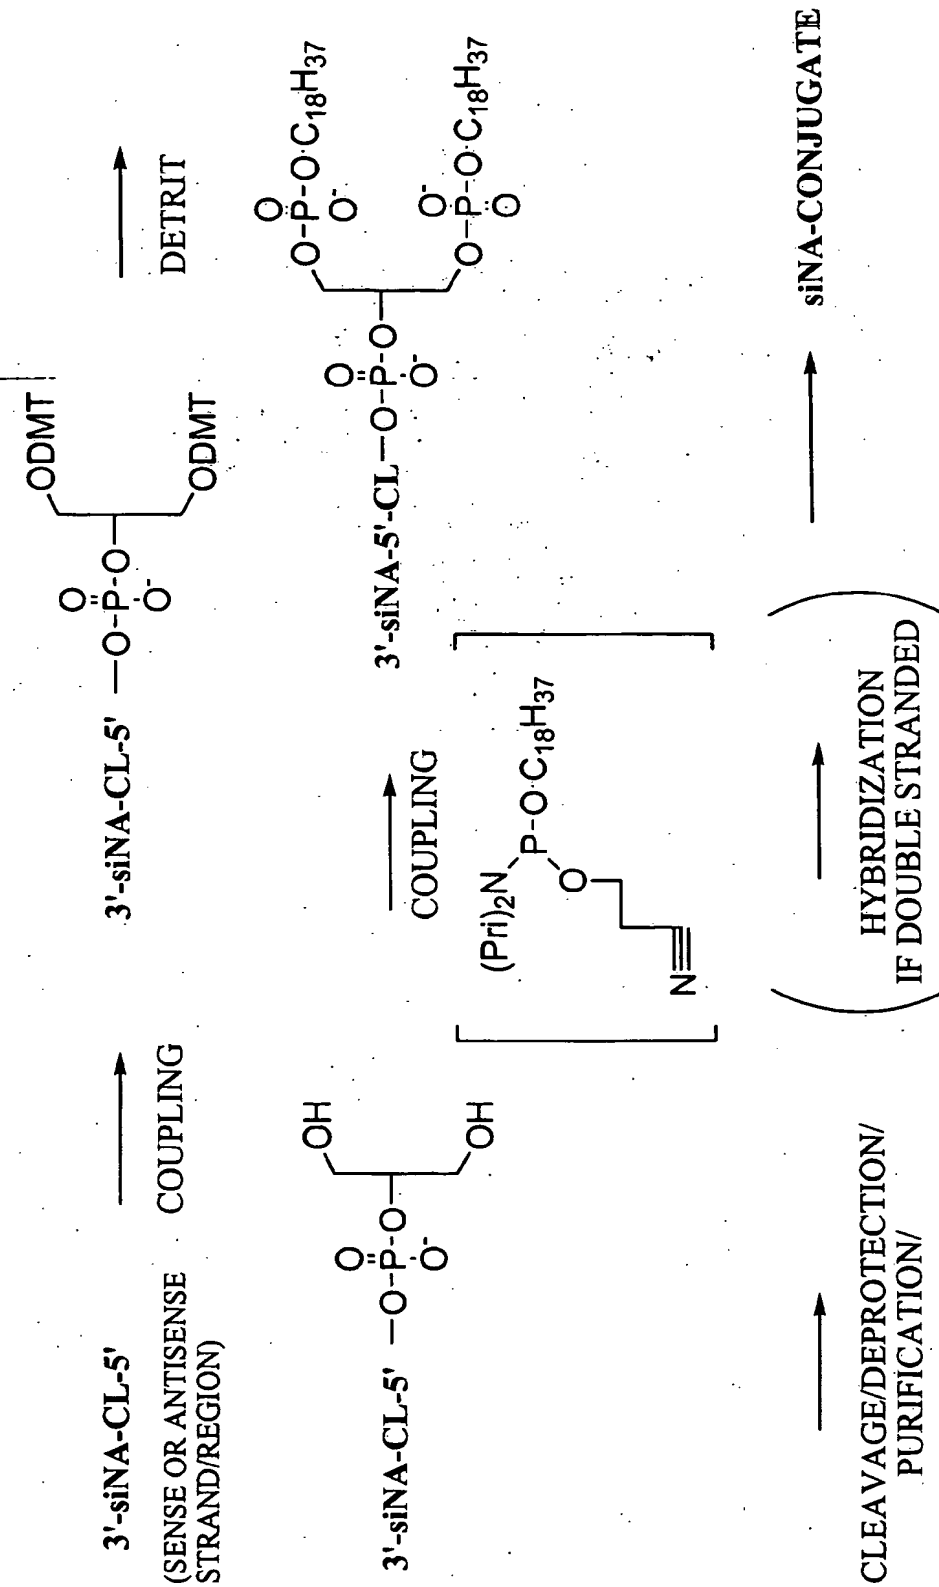 3'-siNA-CL-5'
(SENSE OR ANTISENSE
STRAND/REGION)
COUPLING
3'-siNA-CL-5' —O-P-O
O
O-
ODMT
ODMT
DETRIT
3'-siNA-CL-5' —O-P-O
O
O-
OH
OH
COUPLING
(Pri)2N
P-O·C18H37
O
N
3'-siNA-5'-CL —O-P-O
O
O-
O-P-O·C18H37
O
O-
O-P-O·C18H37
O-
O
CLEAVAGE/DEPROTECTION/
PURIFICATION/
HYBRIDIZATION
IF DOUBLE STRANDED
siNA-CONJUGATE